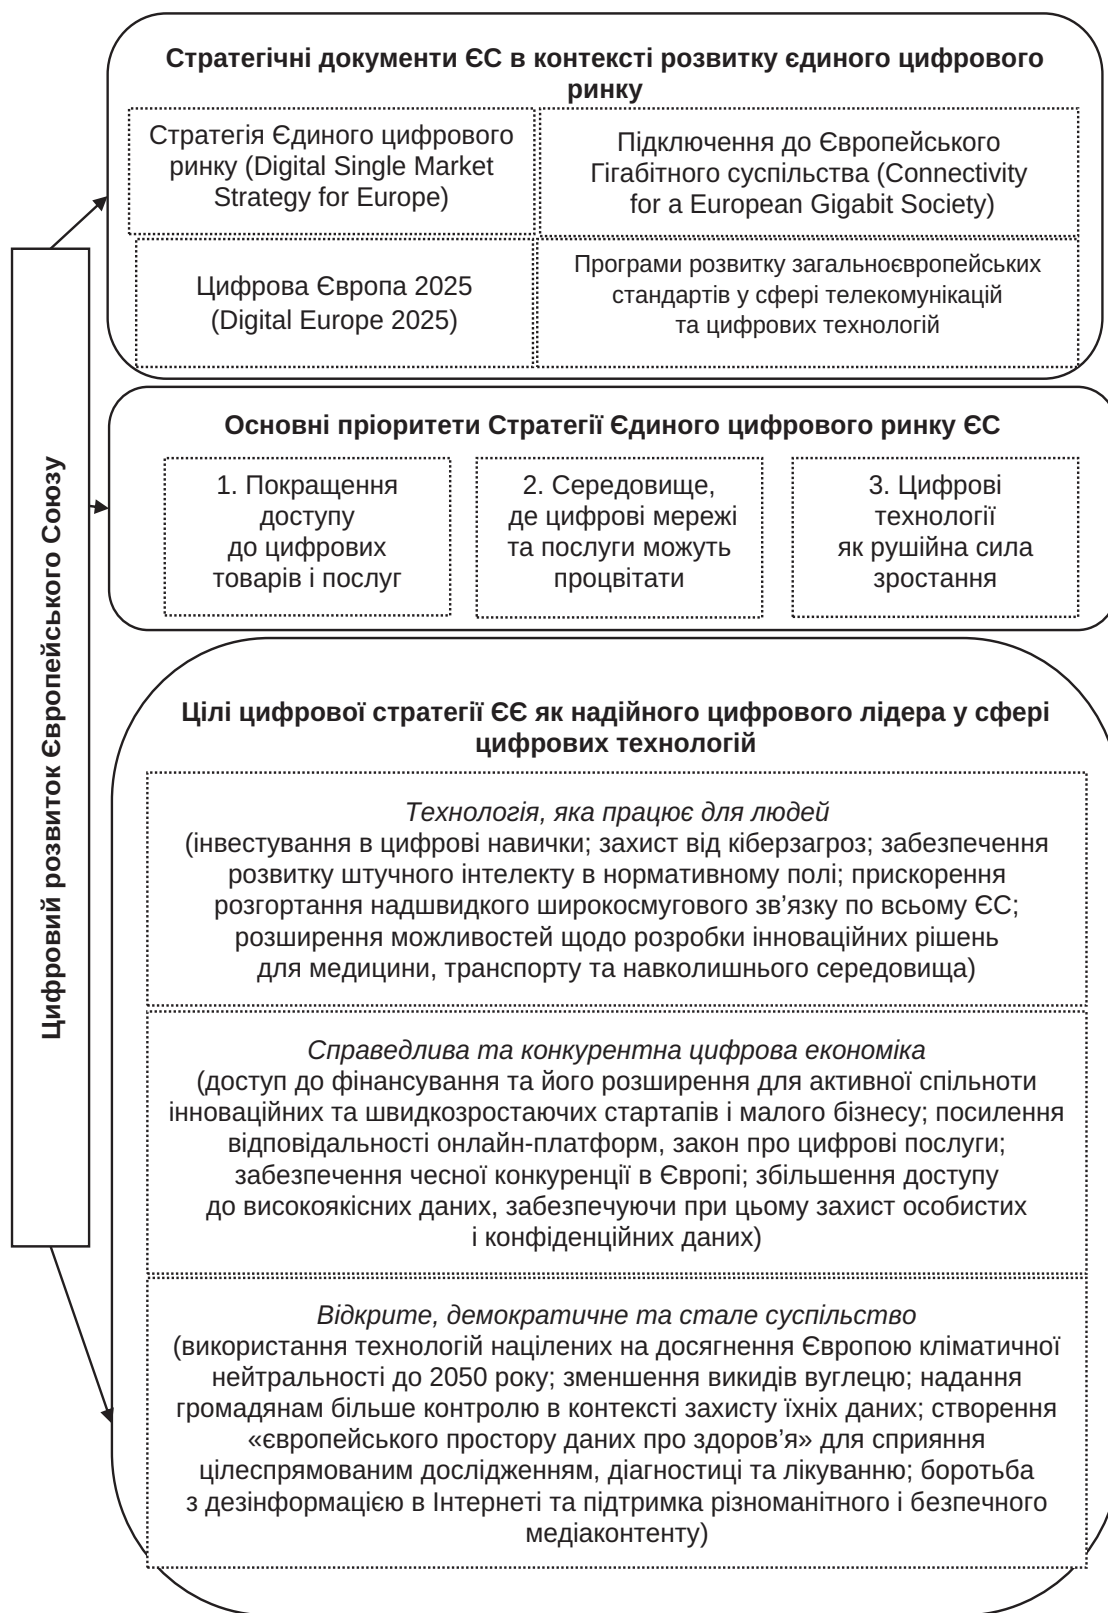 Стратегічні документи ЄС в контексті розвитку єдиного цифрового
ринку
Стратегія Єдиного цифрового
ринку (Digital Single Market
Strategy for Europe)
Підключення до Європейського
Гігабітного суспільства (Connectivity
for a European Gigabit Society)
Цифрова Європа 2025
(Digital Europe 2025)
Програми розвитку загальноєвропейських
стандартів у сфері телекомунікацій
та цифрових технологій
Цифровий розвиток Європейського Союзу
Основні пріоритети Стратегії Єдиного цифрового ринку ЄС
1. Покращення
доступу
до цифрових
товарів і послуг
2. Середовище,
де цифрові мережі
та послуги можуть
процвітати
3. Цифрові
технології
як рушійна сила
зростання
Цілі цифрової стратегії ЄЄ як надійного цифрового лідера у сфері
цифрових технологій
Технологія, яка працює для людей
(інвестування в цифрові навички; захист від кіберзагроз; забезпечення
розвитку штучного інтелекту в нормативному полі; прискорення
розгортання надшвидкого широкосмугового зв’язку по всьому ЄС;
розширення можливостей щодо розробки інноваційних рішень
для медицини, транспорту та навколишнього середовища)
Справедлива та конкурентна цифрова економіка
(доступ до фінансування та його розширення для активної спільноти
інноваційних та швидкозростаючих стартапів і малого бізнесу; посилення
відповідальності онлайн-платформ, закон про цифрові послуги;
забезпечення чесної конкуренції в Європі; збільшення доступу
до високоякісних даних, забезпечуючи при цьому захист особистих
і конфіденційних даних)
Відкрите, демократичне та стале суспільство
(використання технологій націлених на досягнення Європою кліматичної
нейтральності до 2050 року; зменшення викидів вуглецю; надання
громадянам більше контролю в контексті захисту їхніх даних; створення
«європейського простору даних про здоров’я» для сприяння
цілеспрямованим дослідженням, діагностиці та лікуванню; боротьба
з дезінформацією в Інтернеті та підтримка різноманітного і безпечного
медіаконтенту)